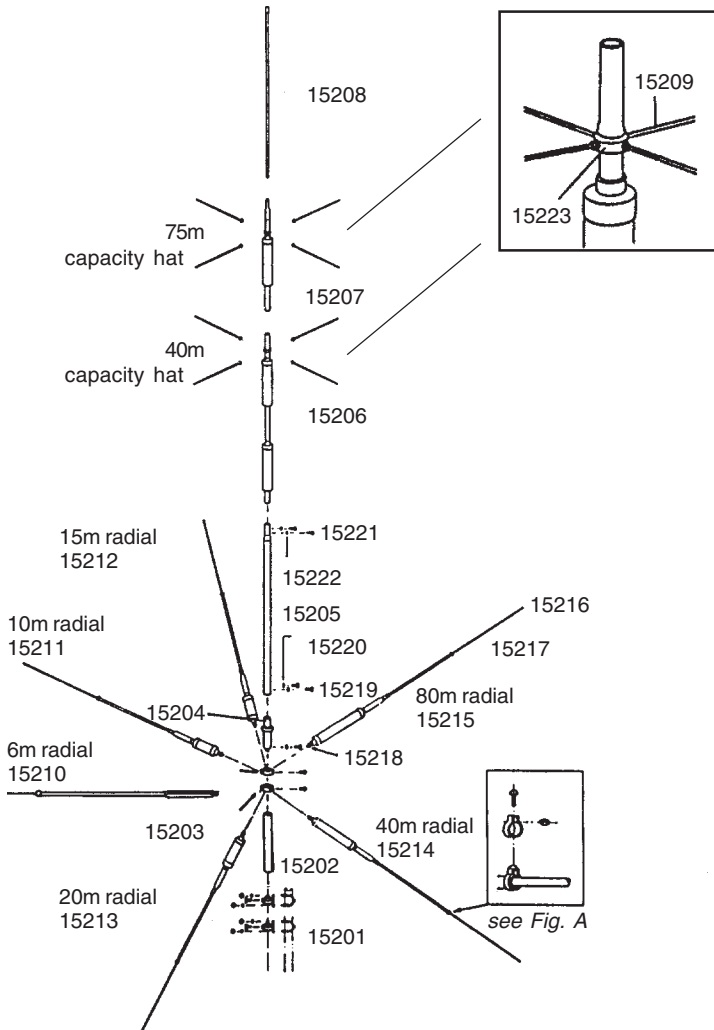 15208
15209
15223
75m
capacity hat
15207
40m
capacity hat
15206
15m radial
15212
15221
15222
15205
15220
15219
15216
15217
80m radial
15215
10m radial
15211
15204
15218
6m radial
15210
15203
15202
40m radial
15214
20m radial
15213
15201
see Fig. A